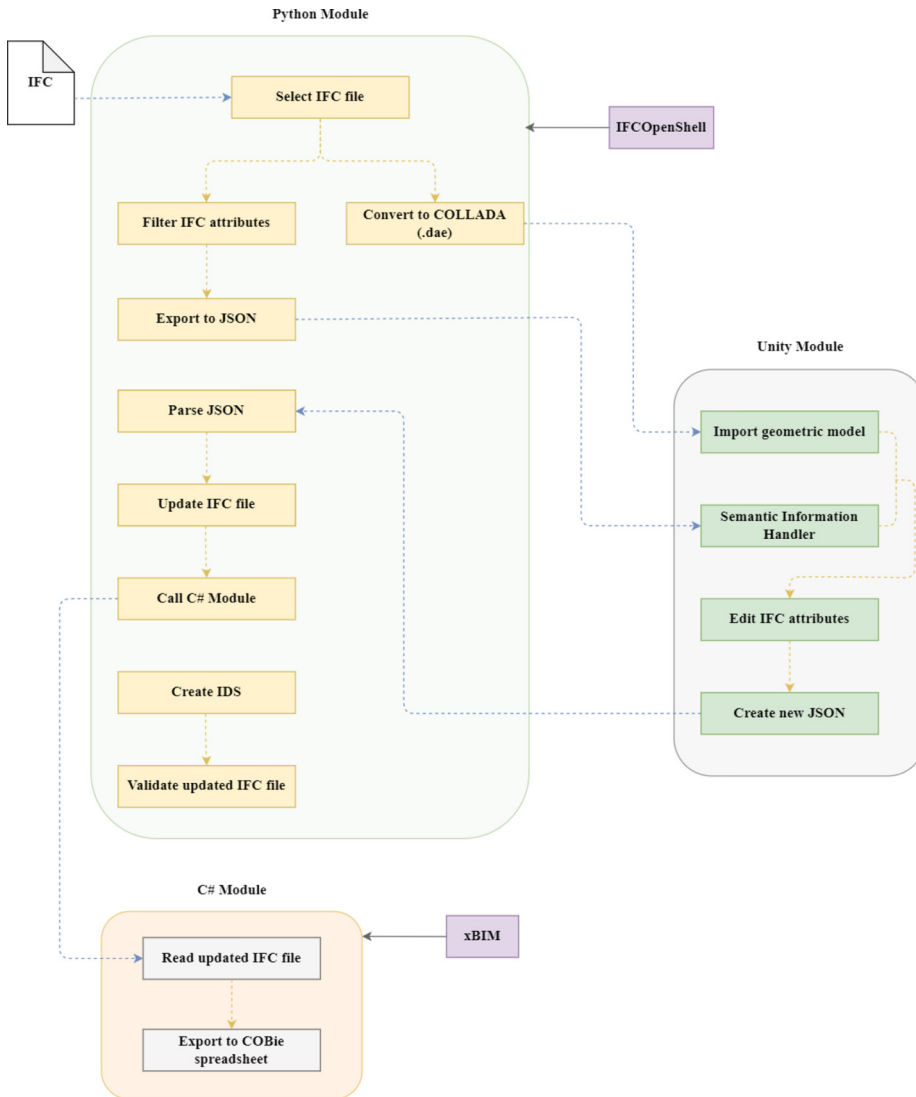 Python Module
IFC
Select IFC file
IFCOpenShell
Filter IFC attributes
Convert to COLLADA
(.dae)
Export to JSON
Unity Module
Parse JSON
Import geometric model
Update IFC file
Semantic Information
Handler
Call C# Module
Edit IFC attributes
Create IDS
Create new JSON
Validate updated IFC file
C# Module
xBIM
Read updated IFC file
Export to COBie
spreadsheet